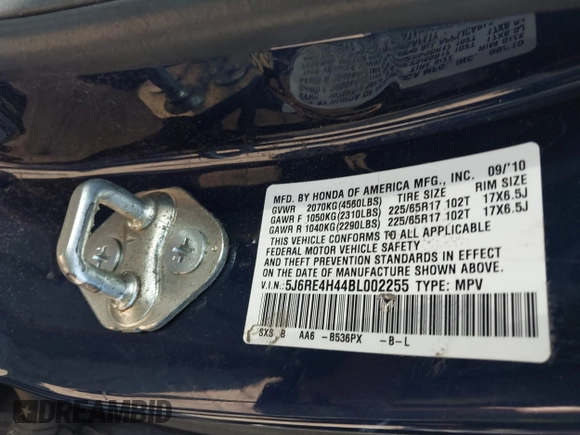 MFD. BY HONDA OF AMERICA MFG., INC. 09/'10
GVWR 2070KG(4560LBS) TIRE SIZE RIM SIZE
GAWR F 1050KG(2310LBS) 225/65R17 102T 17X6.5J
GAWR R 1040KG(2290LBS) 225/65R17 102T 17X6.5J
THIS VEHICLE CONFORMS TO ALL APPLICABLE
FEDERAL MOTOR VEHICLE SAFETY
AND THEFT PREVENTION STANDARDS IN EFFECT ON
THE DATE OF MANUFACTURE SHOWN ABOVE.
V.I.N: 5J6RE4H44BL002255 TYPE: MPV
SXS B AA6 -B536PX -B-L
DREAMBID